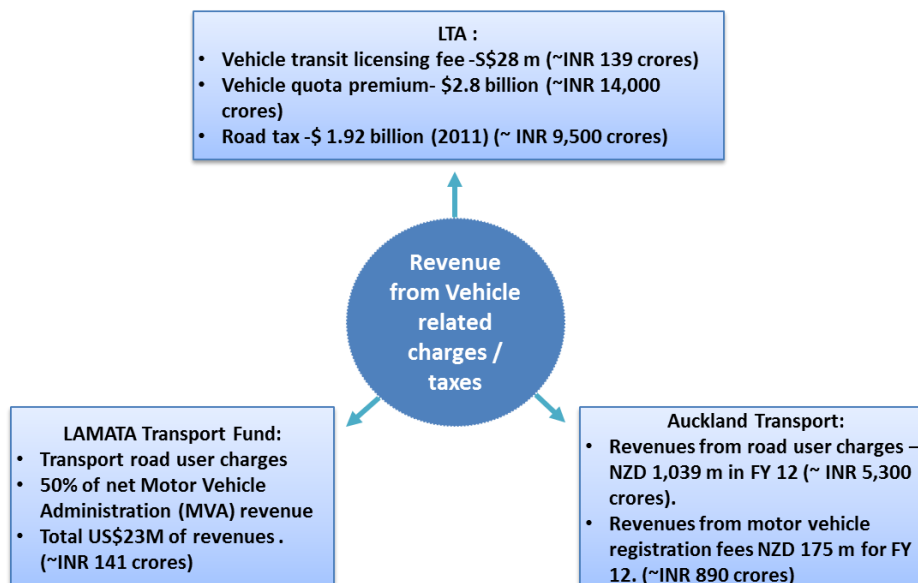 LTA :
• Vehicle transit licensing fee -S$28 m (~INR 139 crores)
• Vehicle quota premium- $2.8 billion (~INR 14,000
crores)
• Road tax -$ 1.92 billion (2011) (~ INR 9,500 crores)
Revenue
from Vehicle
related
charges /
taxes
LAMATA Transport Fund:
• Transport road user charges
• 50% of net Motor Vehicle
Administration (MVA) revenue
• Total US$23M of revenues .
(~INR 141 crores)
Auckland Transport:
• Revenues from road user charges –
NZD 1,039 m in FY 12 (~ INR 5,300
crores).
• Revenues from motor vehicle
registration fees NZD 175 m for FY
12. (~INR 890 crores)